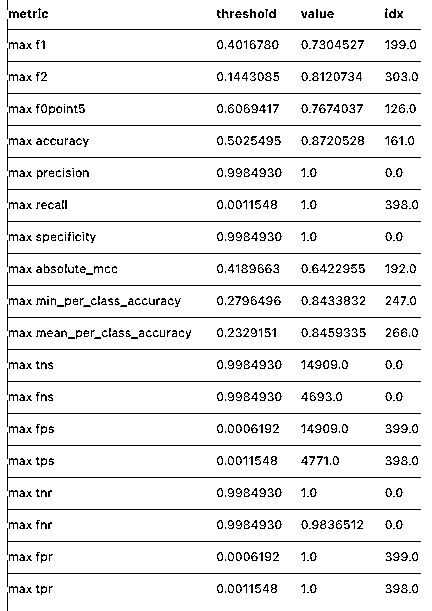 metric threshold value idx
max f1 0.4016780 0.7304527 199.0
max f2 0.1443085 0.8120734 303.0
max f0point5 0.6069417 0.7674037 126.0
max accuracy 0.5025495 0.8720528 161.0
max precision 0.9984930 1.0 0.0
max recall 0.0011548 1.0 398.0
max specificity 0.9984930 1.0 0.0
max absolute_mcc 0.4189663 0.6422955 192.0
max min_per_class_accuracy 0.2796496 0.8433832 247.0
max mean_per_class_accuracy 0.2329151 0.8459335 266.0
max tns 0.9984930 14909.0 0.0
max fns 0.9984930 4693.0 0.0
max fps 0.0006192 14909.0 399.0
max tps 0.0011548 4771.0 398.0
max tnr 0.9984930 1.0 0.0
max fnr 0.9984930 0.9836512 0.0
max fpr 0.0006192 1.0 399.0
max tpr 0.0011548 1.0 398.0